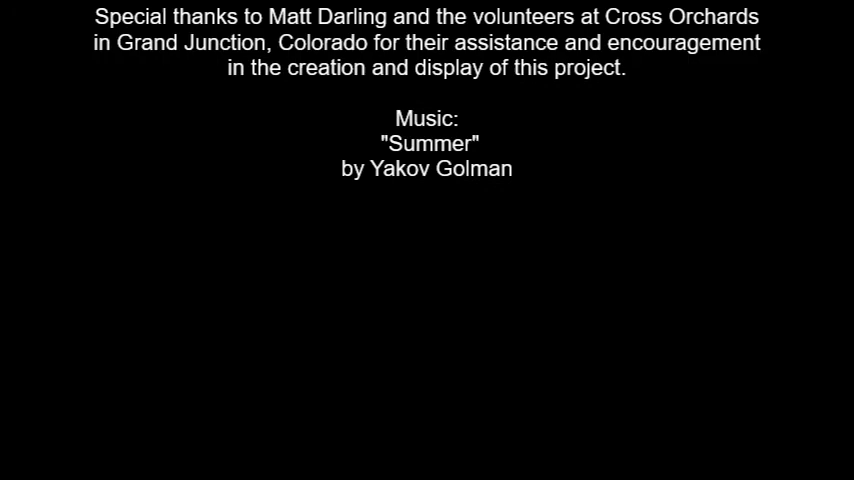 Special thanks to Matt Darling and the volunteers at Cross Orchards
in Grand Junction, Colorado for their assistance and encouragement
in the creation and display of this project.
Music:
"Summer"
by Yakov Golman